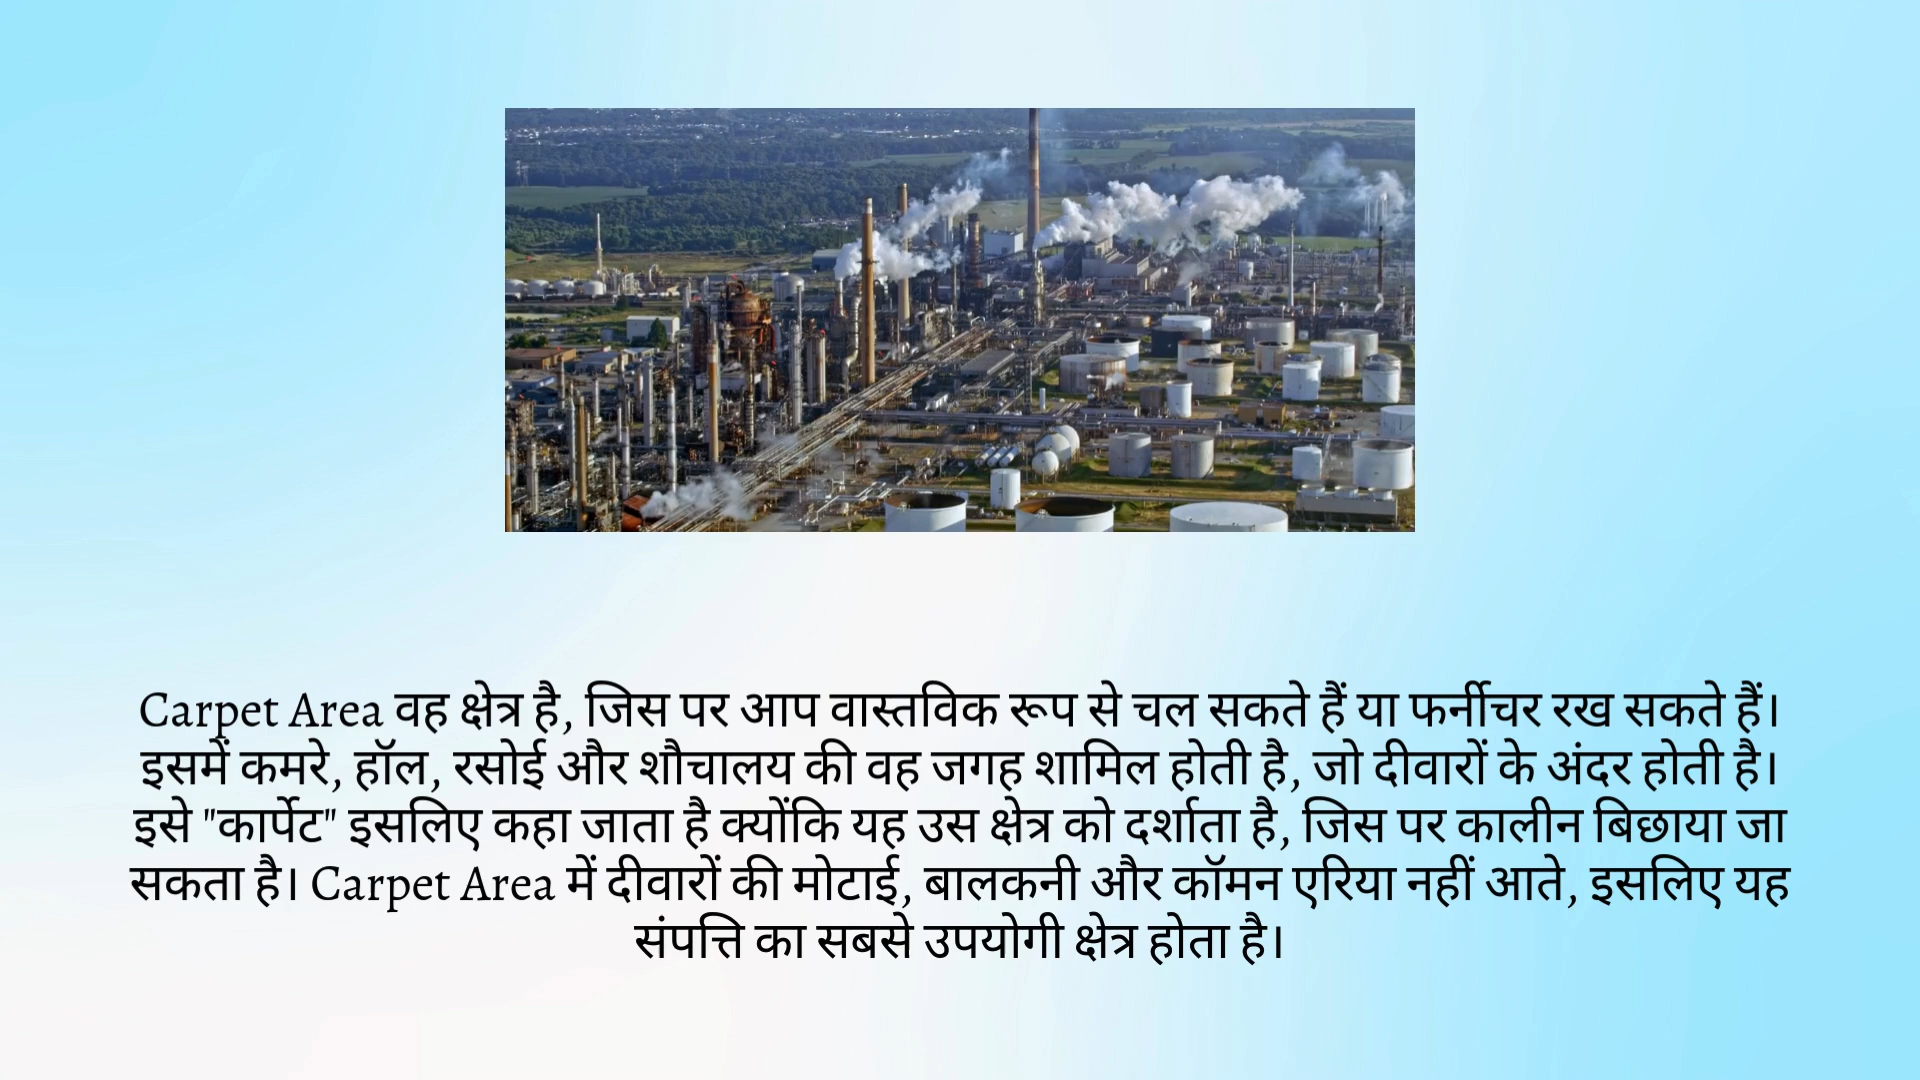 Carpet Area वह क्षेत्र है, जिस पर आप वास्तविक रूप से चल सकते हैं या फर्नीचर रख सकते हैं।
इसमें कमरे, हॉल, रसोई और शौचालय की वह जगह शामिल होती है, जो दीवारों के अंदर होती है।
इसे "कार्पेट" इसलिए कहा जाता है क्योंकि यह उस क्षेत्र को दर्शाता है, जिस पर कालीन बिछाया जा
सकता है। Carpet Area में दीवारों की मोटाई, बालकनी और कॉमन एरिया नहीं आते, इसलिए यह
संपत्ति का सबसे उपयोगी क्षेत्र होता है।